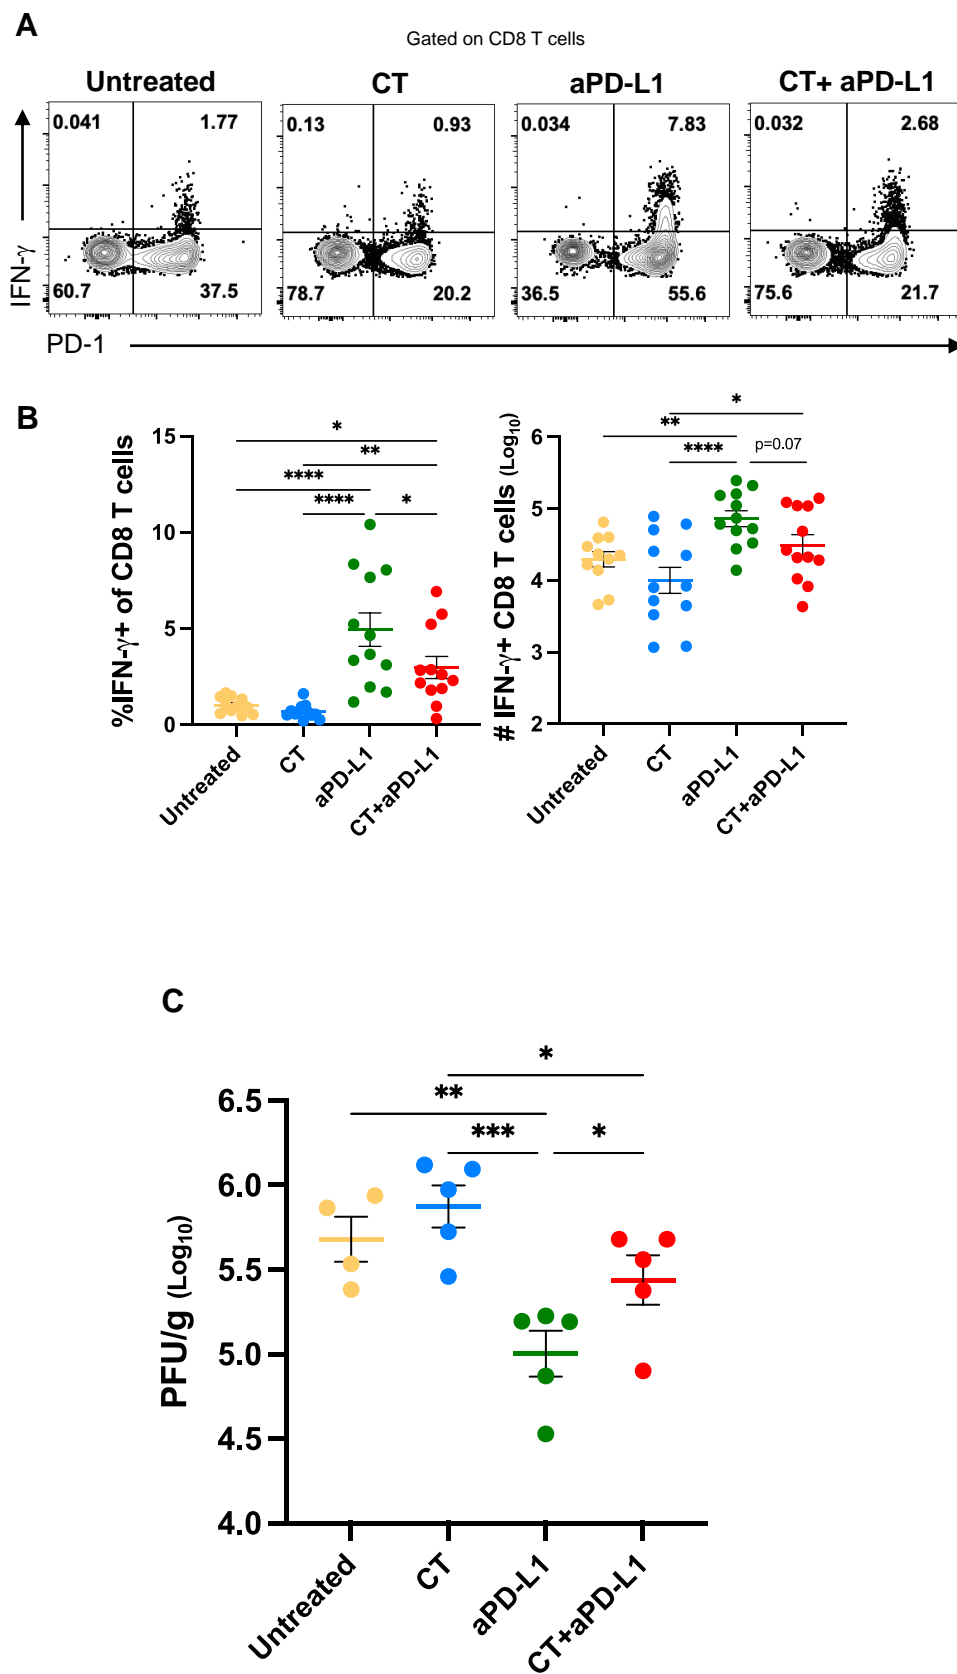 A
Gated on CD8 T cells
Untreated CT aPD-L1 CT+ aPD-L1
0.041 1.77 0.13 0.93 0.034 7.83 0.032 2.68
60.7 37.5 78.7 20.2 36.5 55.6 75.6 21.7
IFN-γ
PD-1
B
%IFN-γ+ of CD8 T cells
15
10
5
0
*
**
****
**** *
Untreated
CT
aPD-L1
CT+aPD-L1
# IFN-γ+ CD8 T cells (Log10)
6
5
4
3
2
*
**
**** p=0.07
Untreated
CT
aPD-L1
CT+aPD-L1
C
PFU/g (Log10)
6.5
6.0
5.5
5.0
4.5
4.0
*
**
*** *
Untreated
CT
aPD-L1
CT+aPD-L1